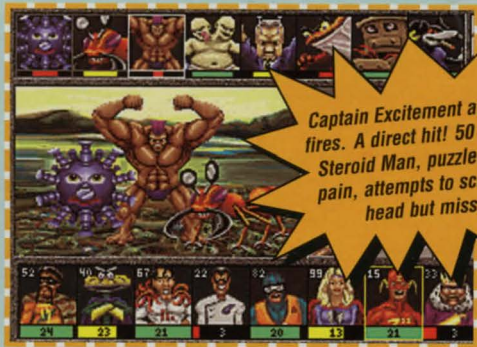 Captain Excitement a
fires. A direct hit! 50
Steroid Man, puzzle
pain, attempts to sc
head but miss
52 40 67 22 82 99 15 33
24 23 21 3 20 13 21 3